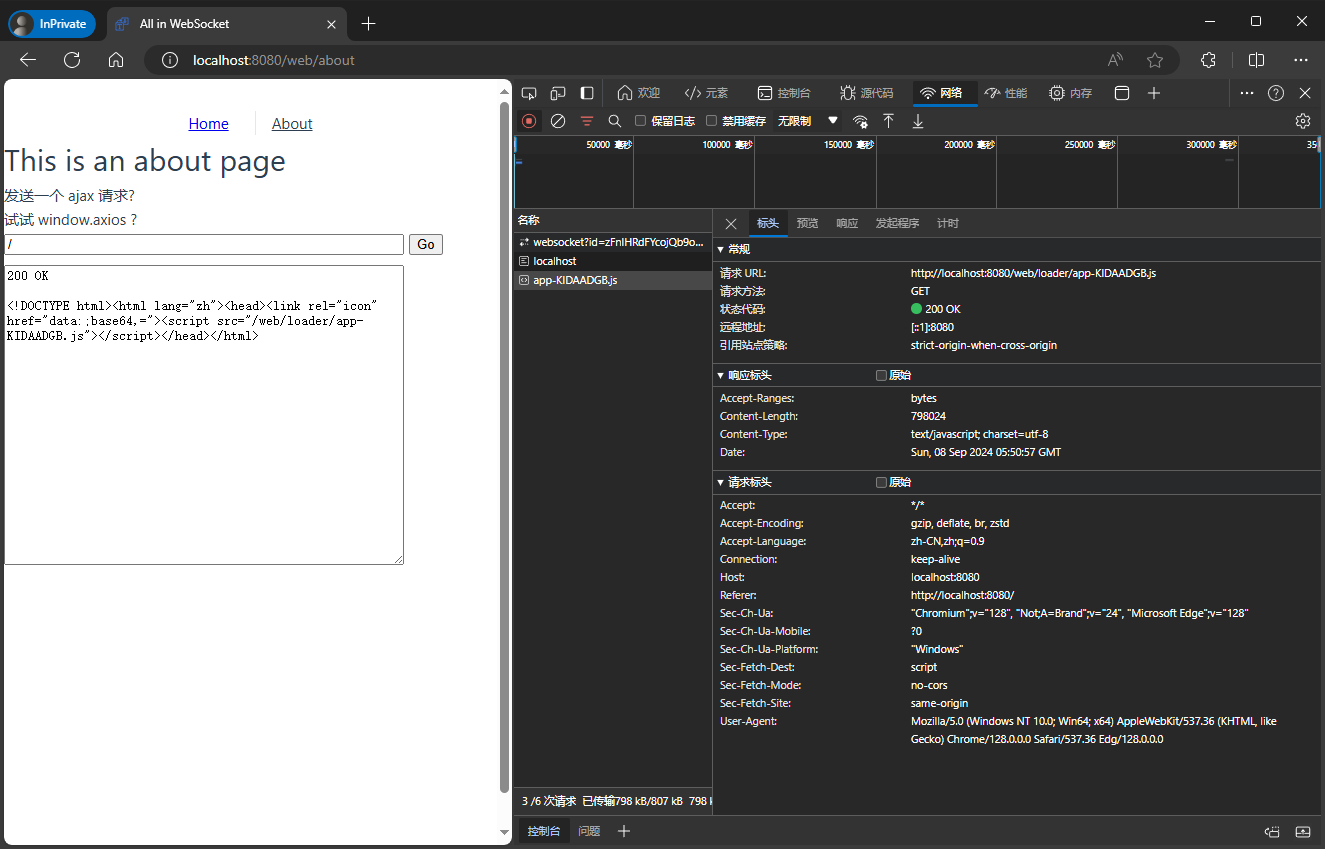 InPrivate
All in WebSocket
localhost:8080/web/about
Home
About
This is an about page
发送一个 ajax 请求?
试试 window.axios ?
/
Go
200 OK
<!DOCTYPE html><html lang="zh"><head><link rel="icon"
href="data:;base64,="><script src="/web/loader/app-
KIDAADGB.js"></script></head></html>
欢迎
元素
控制台
源代码
网络
性能
内存
保留日志
禁用缓存
无限制
50000 毫秒
100000 毫秒
150000 毫秒
200000 毫秒
250000 毫秒
300000 毫秒
35
名称
websocket?id=zFnIHRdFYcojQb9o...
localhost
app-KIDAADGB.js
标头
预览
响应
发起程序
计时
常规
请求 URL: http://localhost:8080/web/loader/app-KIDAADGB.js
请求方法: GET
状态代码: 200 OK
远程地址: [::1]:8080
引用站点策略: strict-origin-when-cross-origin
响应标头
原始
Accept-Ranges: bytes
Content-Length: 798024
Content-Type: text/javascript; charset=utf-8
Date: Sun, 08 Sep 2024 05:50:57 GMT
请求标头
原始
Accept: */*
Accept-Encoding: gzip, deflate, br, zstd
Accept-Language: zh-CN,zh;q=0.9
Connection: keep-alive
Host: localhost:8080
Referer: http://localhost:8080/
Sec-Ch-Ua: "Chromium";v="128", "Not;A=Brand";v="24", "Microsoft Edge";v="128"
Sec-Ch-Ua-Mobile: ?0
Sec-Ch-Ua-Platform: "Windows"
Sec-Fetch-Dest: script
Sec-Fetch-Mode: no-cors
Sec-Fetch-Site: same-origin
User-Agent: Mozilla/5.0 (Windows NT 10.0; Win64; x64) AppleWebKit/537.36 (KHTML, like
Gecko) Chrome/128.0.0.0 Safari/537.36 Edg/128.0.0.0
3 /6 次请求 已传输798 kB/807 kB 798 k
控制台
问题